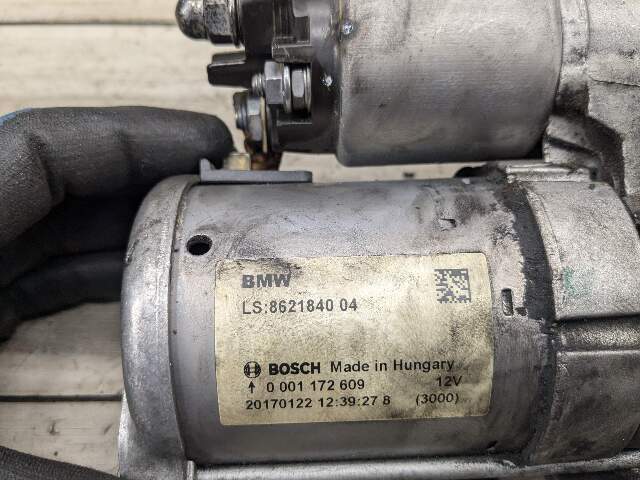 BMW
LS:8621840 04
BOSCH Made in Hungary
0 001 172 609 12V
20170122 12:39:27 8 (3000)